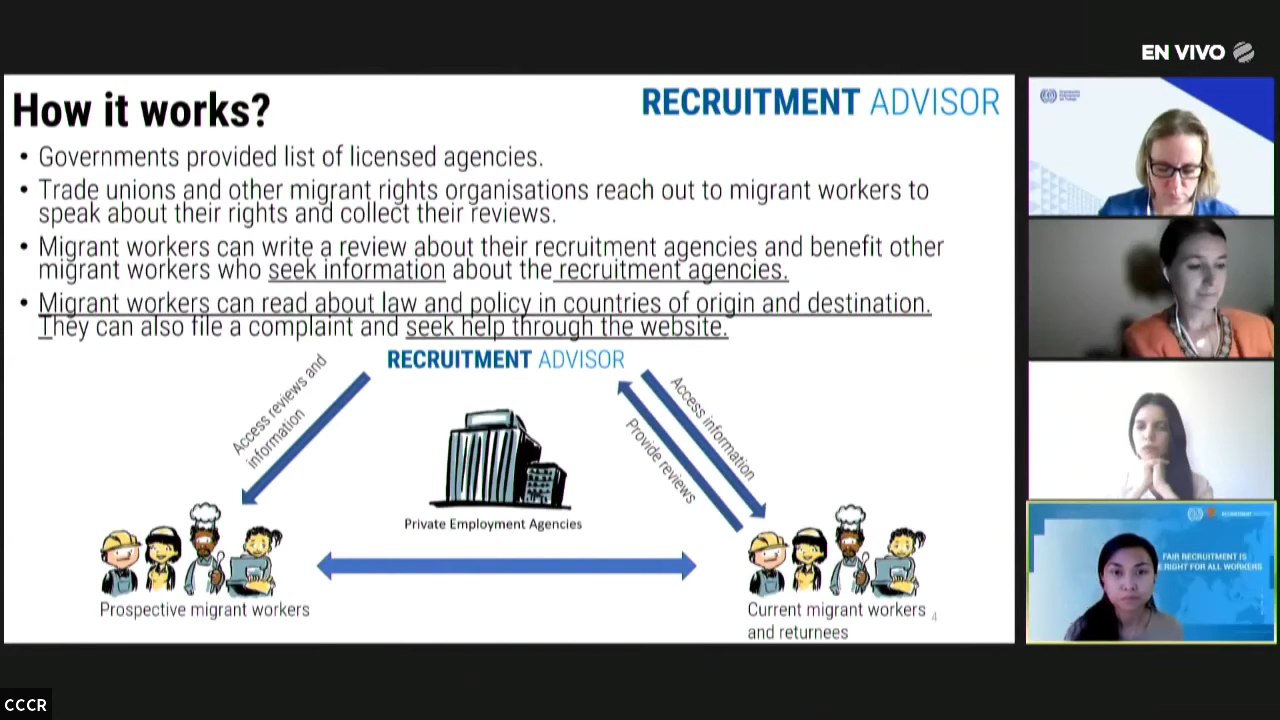 EN VIVO
How it works?
RECRUITMENT ADVISOR
• Governments provided list of licensed agencies.
• Trade unions and other migrant rights organisations reach out to migrant workers to
speak about their rights and collect their reviews.
• Migrant workers can write a review about their recruitment agencies and benefit other
migrant workers who seek information about the recruitment agencies.
• Migrant workers can read about law and policy in countries of origin and destination.
They can also file a complaint and seek help through the website.
RECRUITMENT ADVISOR
Access reviews and
information
Access information
Provide reviews
Private Employment Agencies
Prospective migrant workers
Current migrant workers
and returnees
4
FAIR RECRUITMENT IS
RIGHT FOR ALL WORKERS
CCCR